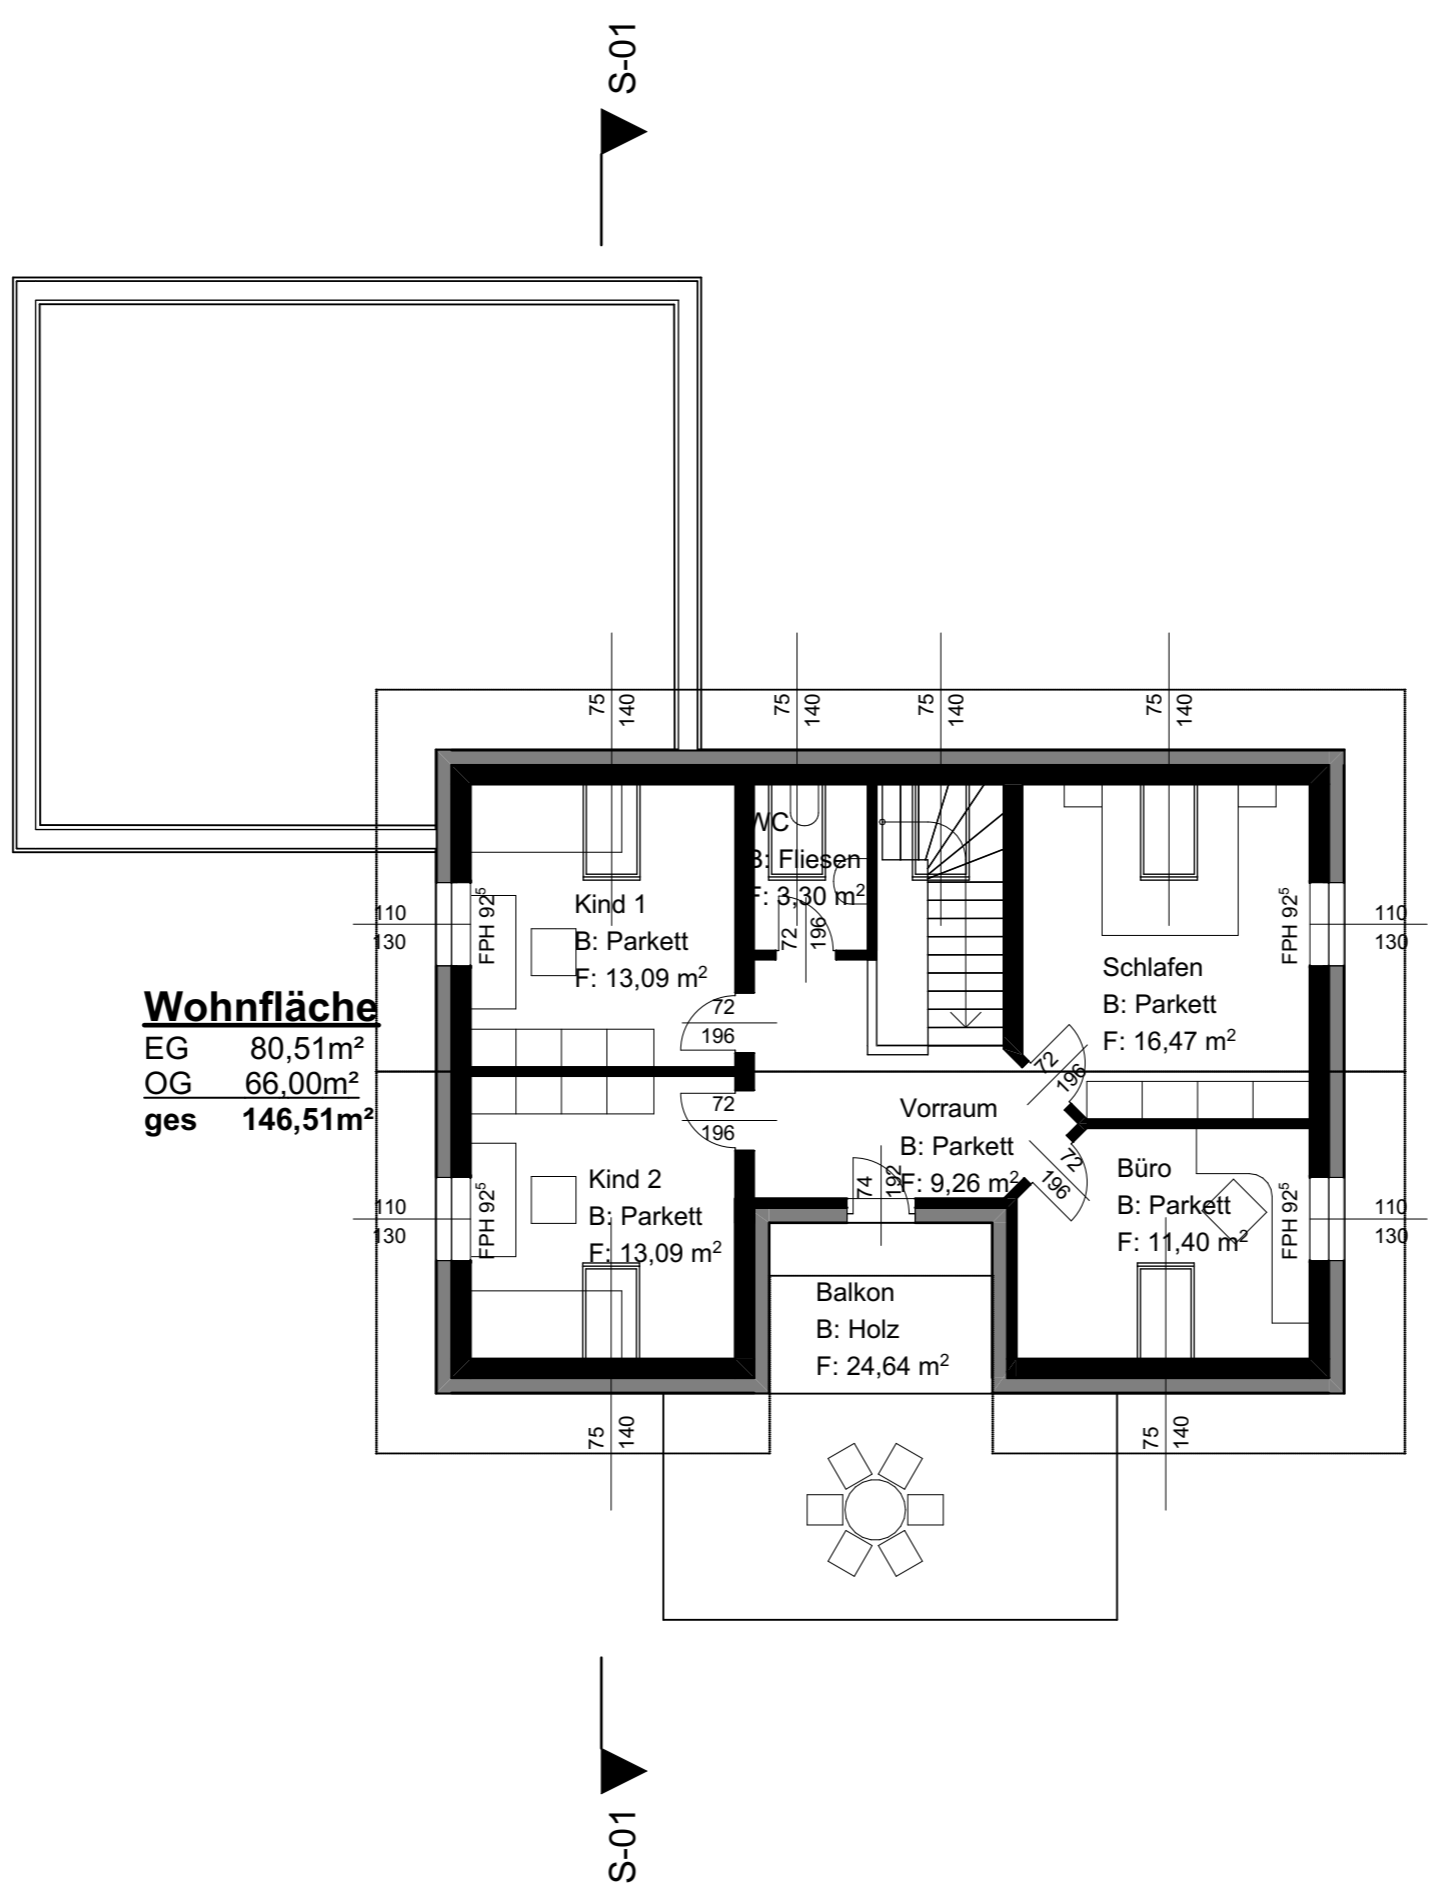 S-01
75
140
75
140
75
140
75
140
WC
B: Fliesen
F: 3,30 m²
72
196
Kind 1
B: Parkett
F: 13,09 m²
110
130
FPH 92⁵
72
196
Schlafen
B: Parkett
F: 16,47 m²
110
130
FPH 92⁵
72
196
Wohnfläche
EG 80,51m²
OG 66,00m²
ges 146,51m²
72
196
Vorraum
B: Parkett
F: 9,26 m²
74
192
72
196
Kind 2
B: Parkett
F: 13,09 m²
110
130
FPH 92⁵
Büro
B: Parkett
F: 11,40 m²
110
130
FPH 92⁵
Balkon
B: Holz
F: 24,64 m²
75
140
75
140
S-01